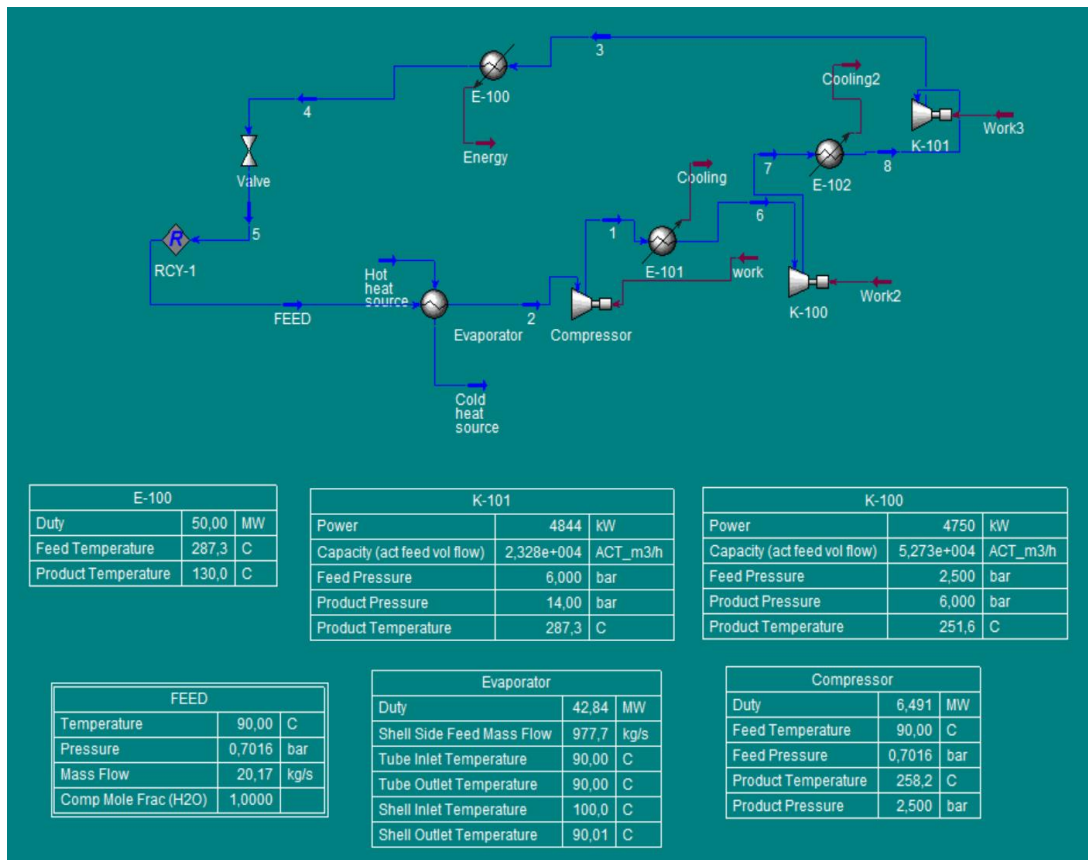 3
Cooling2
E-100
4
K-101
Work3
Energy
7
E-102
8
Valve
Cooling
6
5
1
R
RCY-1
E-101
work
Hot
heat
source
K-100
Work2
FEED
Evaporator
2
Compressor
Cold
heat
source
E-100
Duty 50,00 MW
Feed Temperature 287,3 C
Product Temperature 130,0 C
K-101
Power 4844 kW
Capacity (act feed vol flow) 2,328e+004 ACT_m3/h
Feed Pressure 6,000 bar
Product Pressure 14,00 bar
Product Temperature 287,3 C
K-100
Power 4750 kW
Capacity (act feed vol flow) 5,273e+004 ACT_m3/h
Feed Pressure 2,500 bar
Product Pressure 6,000 bar
Product Temperature 251,6 C
FEED
Temperature 90,00 C
Pressure 0,7016 bar
Mass Flow 20,17 kg/s
Comp Mole Frac (H2O) 1,0000
Evaporator
Duty 42,84 MW
Shell Side Feed Mass Flow 977,7 kg/s
Tube Inlet Temperature 90,00 C
Tube Outlet Temperature 90,00 C
Shell Inlet Temperature 100,0 C
Shell Outlet Temperature 90,01 C
Compressor
Duty 6,491 MW
Feed Temperature 90,00 C
Feed Pressure 0,7016 bar
Product Temperature 258,2 C
Product Pressure 2,500 bar